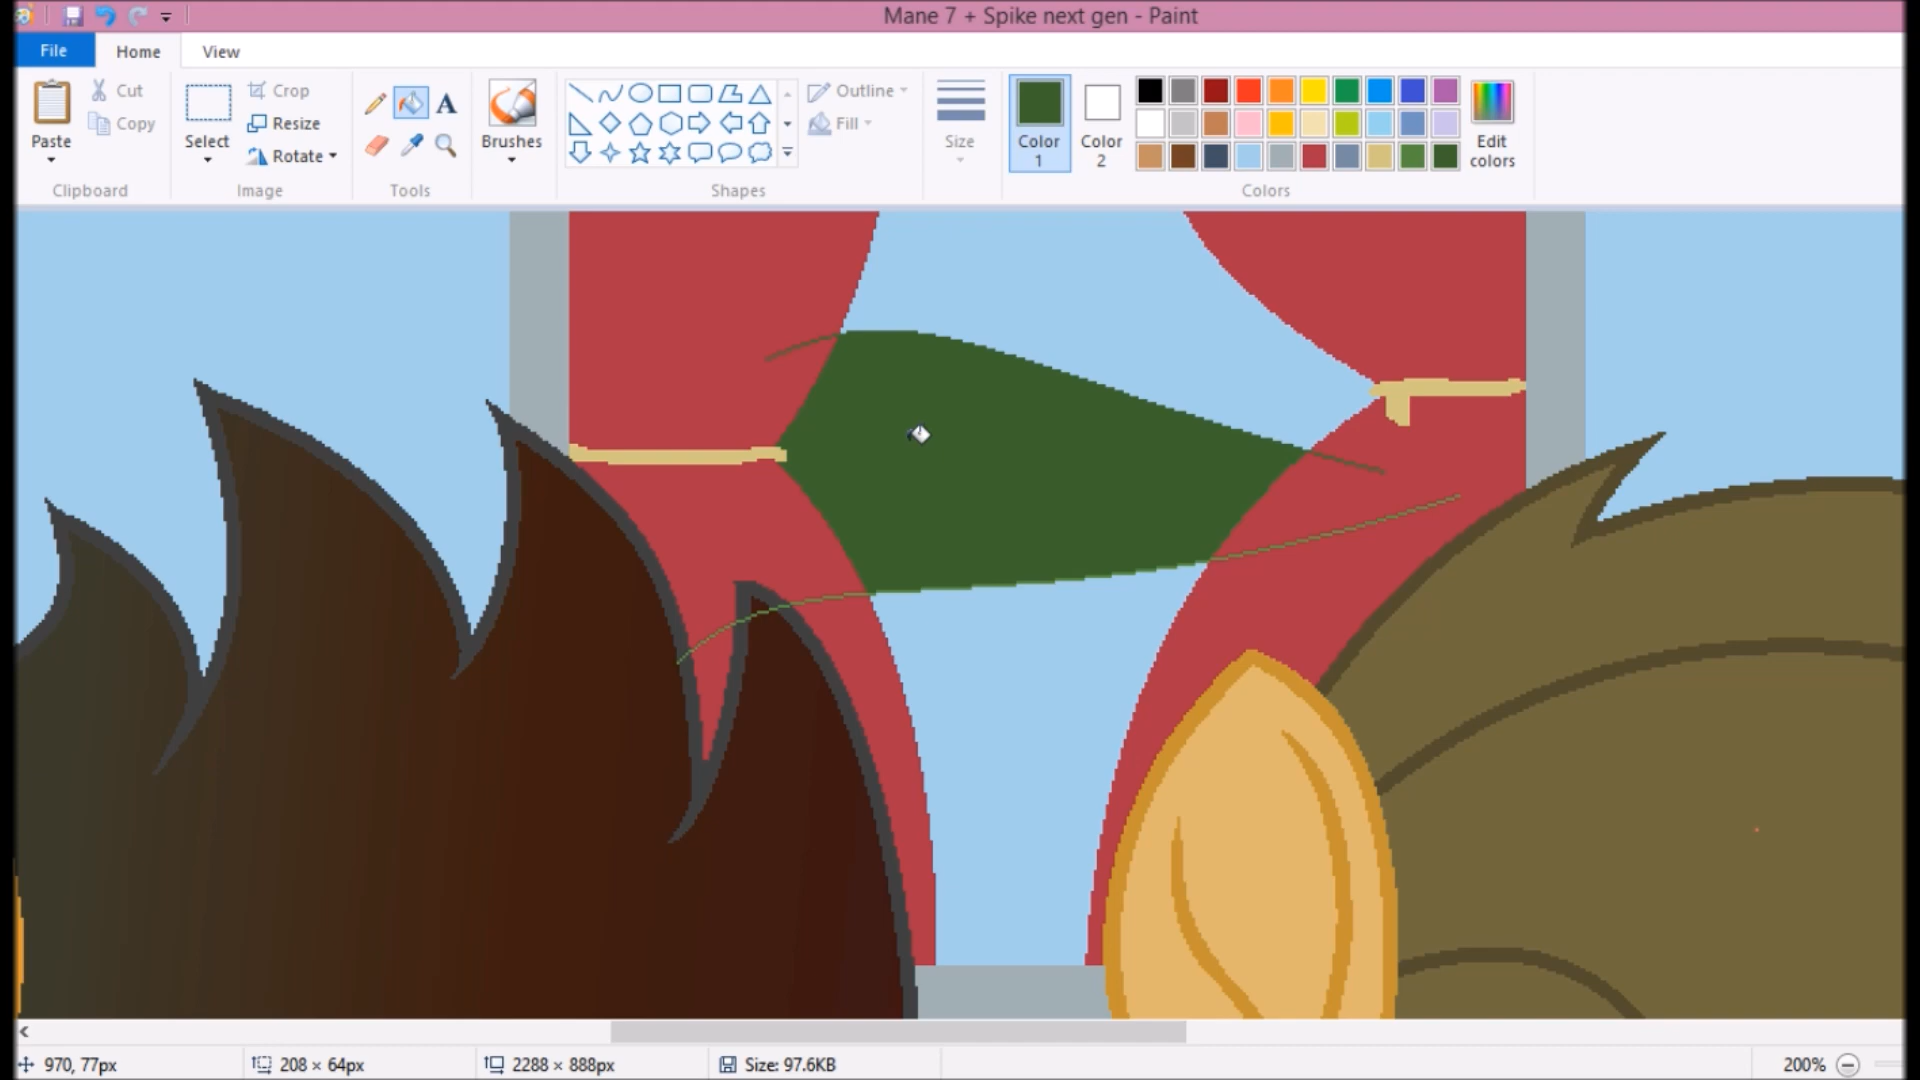 Mane 7 + Spike next gen - Paint
File Home View
Paste
Cut
Copy
Clipboard
Select
Crop
Resize
Rotate
Image
A
Tools
Brushes
Outline
Fill
Shapes
Size
Color 1
Color 2
Edit colors
Colors
970, 77px
208 × 64px
2288 × 888px
Size: 97.6KB
200%